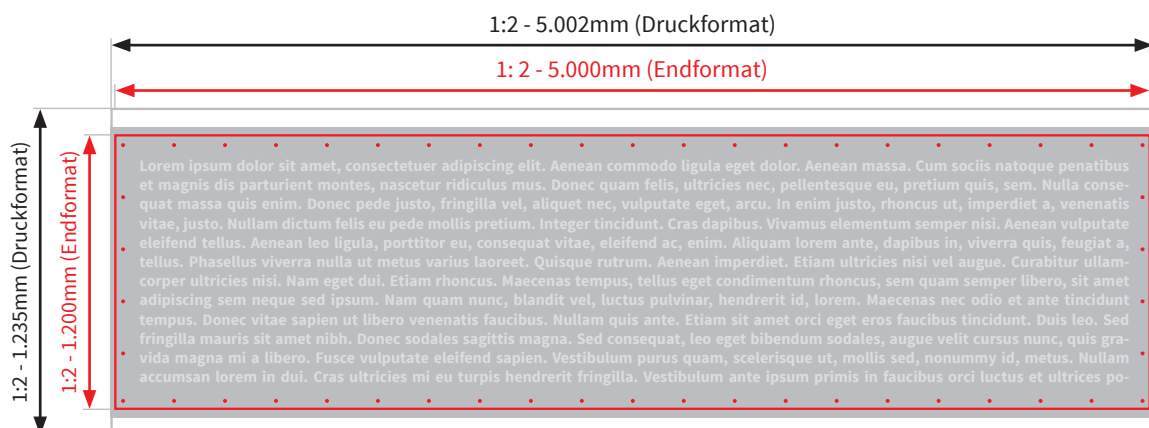 1:2 - 5.002mm (Druckformat)
1: 2 - 5.000mm (Endformat)
1:2 - 1.235mm (Druckformat)
1:2 - 1.200mm (Endformat)
Lorem ipsum dolor sit amet, consectetuer adipiscing elit. Aenean commodo ligula eget dolor. Aenean massa. Cum sociis natoque penatibus
et magnis dis parturient montes, nascetur ridiculus mus. Donec quam felis, ultricies nec, pellentesque eu, pretium quis, sem. Nulla conse-
quat massa quis enim. Donec pede justo, fringilla vel, aliquet nec, vulputate eget, arcu. In enim justo, rhoncus ut, imperdiet a, venenatis
vitae, justo. Nullam dictum felis eu pede mollis pretium. Integer tincidunt. Cras dapibus. Vivamus elementum semper nisi. Aenean vulputate
eleifend tellus. Aenean leo ligula, porttitor eu, consequat vitae, eleifend ac, enim. Aliquam lorem ante, dapibus in, viverra quis, feugiat a,
tellus. Phasellus viverra nulla ut metus varius laoreet. Quisque rutrum. Aenean imperdiet. Etiam ultricies nisi vel augue. Curabitur ullam-
corper ultricies nisi. Nam eget dui. Etiam rhoncus. Maecenas tempus, tellus eget condimentum rhoncus, sem quam semper libero, sit amet
adipiscing sem neque sed ipsum. Nam quam nunc, blandit vel, luctus pulvinar, hendrerit id, lorem. Maecenas nec odio et ante tincidunt
tempus. Donec vitae sapien ut libero venenatis faucibus. Nullam quis ante. Etiam sit amet orci eget eros faucibus tincidunt. Duis leo. Sed
fringilla mauris sit amet nibh. Donec sodales sagittis magna. Sed consequat, leo eget bibendum sodales, augue velit cursus nunc, quis gra-
vida magna mi a libero. Fusce vulputate eleifend sapien. Vestibulum purus quam, scelerisque ut, mollis sed, nonummy id, metus. Nullam
accumsan lorem in dui. Cras ultricies mi eu turpis hendrerit fringilla. Vestibulum ante ipsum primis in faucibus orci luctus et ultrices po-